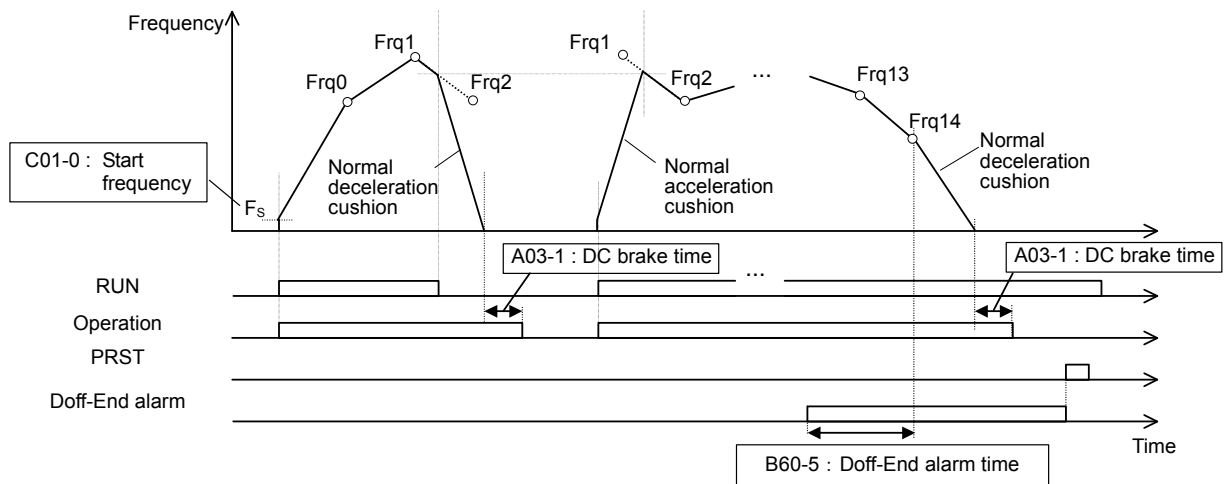 Frequency
Frq1
Frq0
Frq2
Frq1
Frq2
...
Frq13
Frq14
C01-0 : Start
frequency
FS
Normal
deceleration
cushion
Normal
acceleration
cushion
Normal
deceleration
cushion
A03-1 : DC brake time
A03-1 : DC brake time
RUN
...
Operation
PRST
Doff-End alarm
Time
B60-5 : Doff-End alarm time